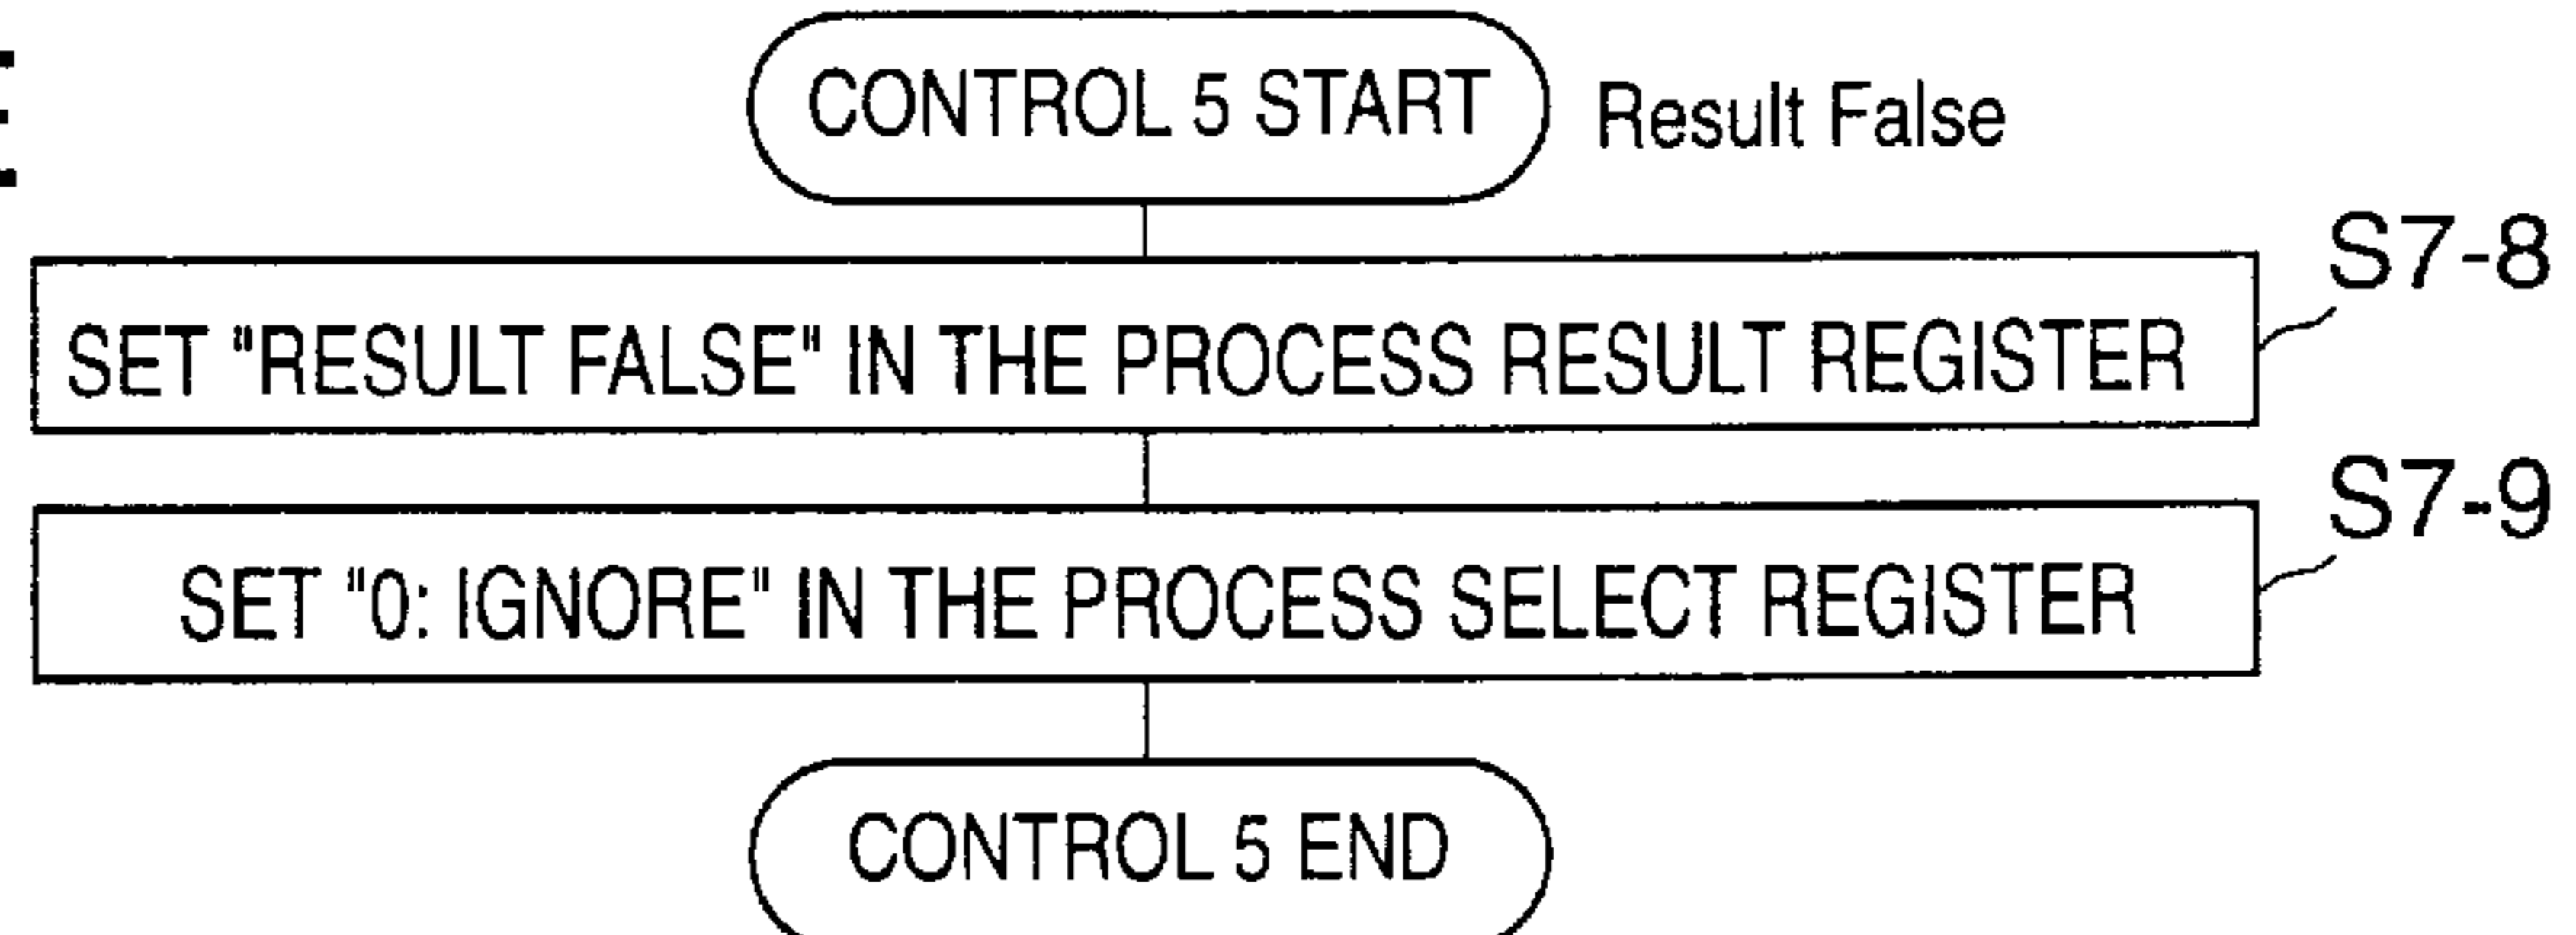 CONTROL 5 START
Result False
S7-8
SET "RESULT FALSE" IN THE PROCESS RESULT REGISTER
S7-9
SET "0: IGNORE" IN THE PROCESS SELECT REGISTER
CONTROL 5 END